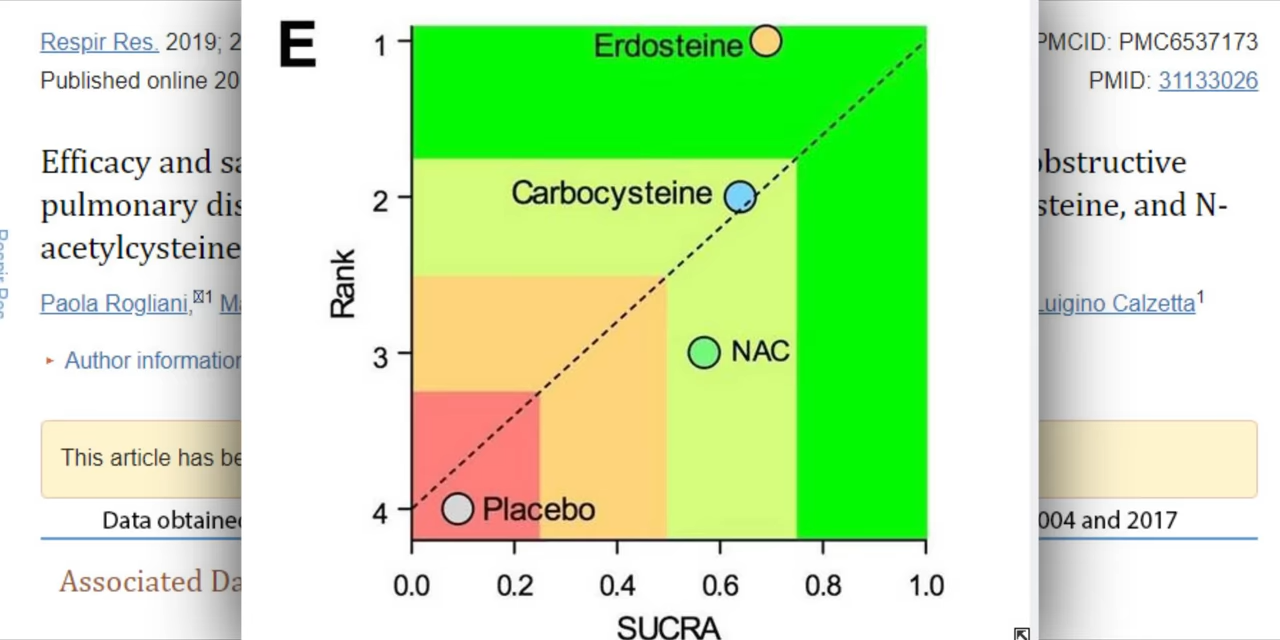 Respir Res. 2019; 2
PMCID: PMC6537173
Published online 20
PMID: 31133026
Efficacy and sa
obstructive
pulmonary dis
steine, and N-
acetylcysteine
Paola Rogliani, 1 Ma
Luigino Calzetta1
Author information
This article has be
Data obtained
004 and 2017
Associated Da
E
Erdosteine
1
Carbocysteine
2
Rank
3
NAC
4
Placebo
0.0 0.2 0.4 0.6 0.8 1.0
SUCRA